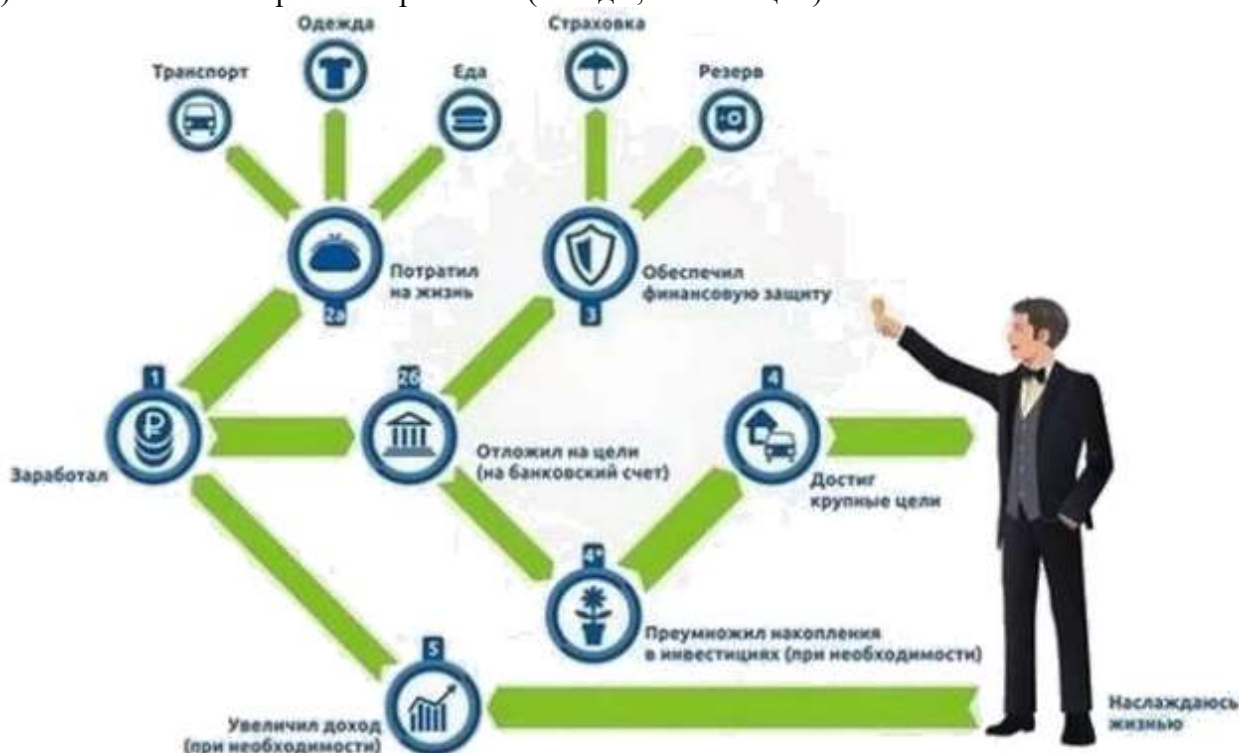 Одежда
Страховка
Транспорт
Еда
Резерв
Потратил
на жизнь
2а
Обеспечил
финансовую защиту
3
1
2б
4
Заработал
Отложил на цели
(на банковский счет)
Достиг
крупные цели
4*
Преумножил накопления
в инвестициях (при необходимости)
5
Увеличил доход
(при необходимости)
Наслаждаюсь
жизнью